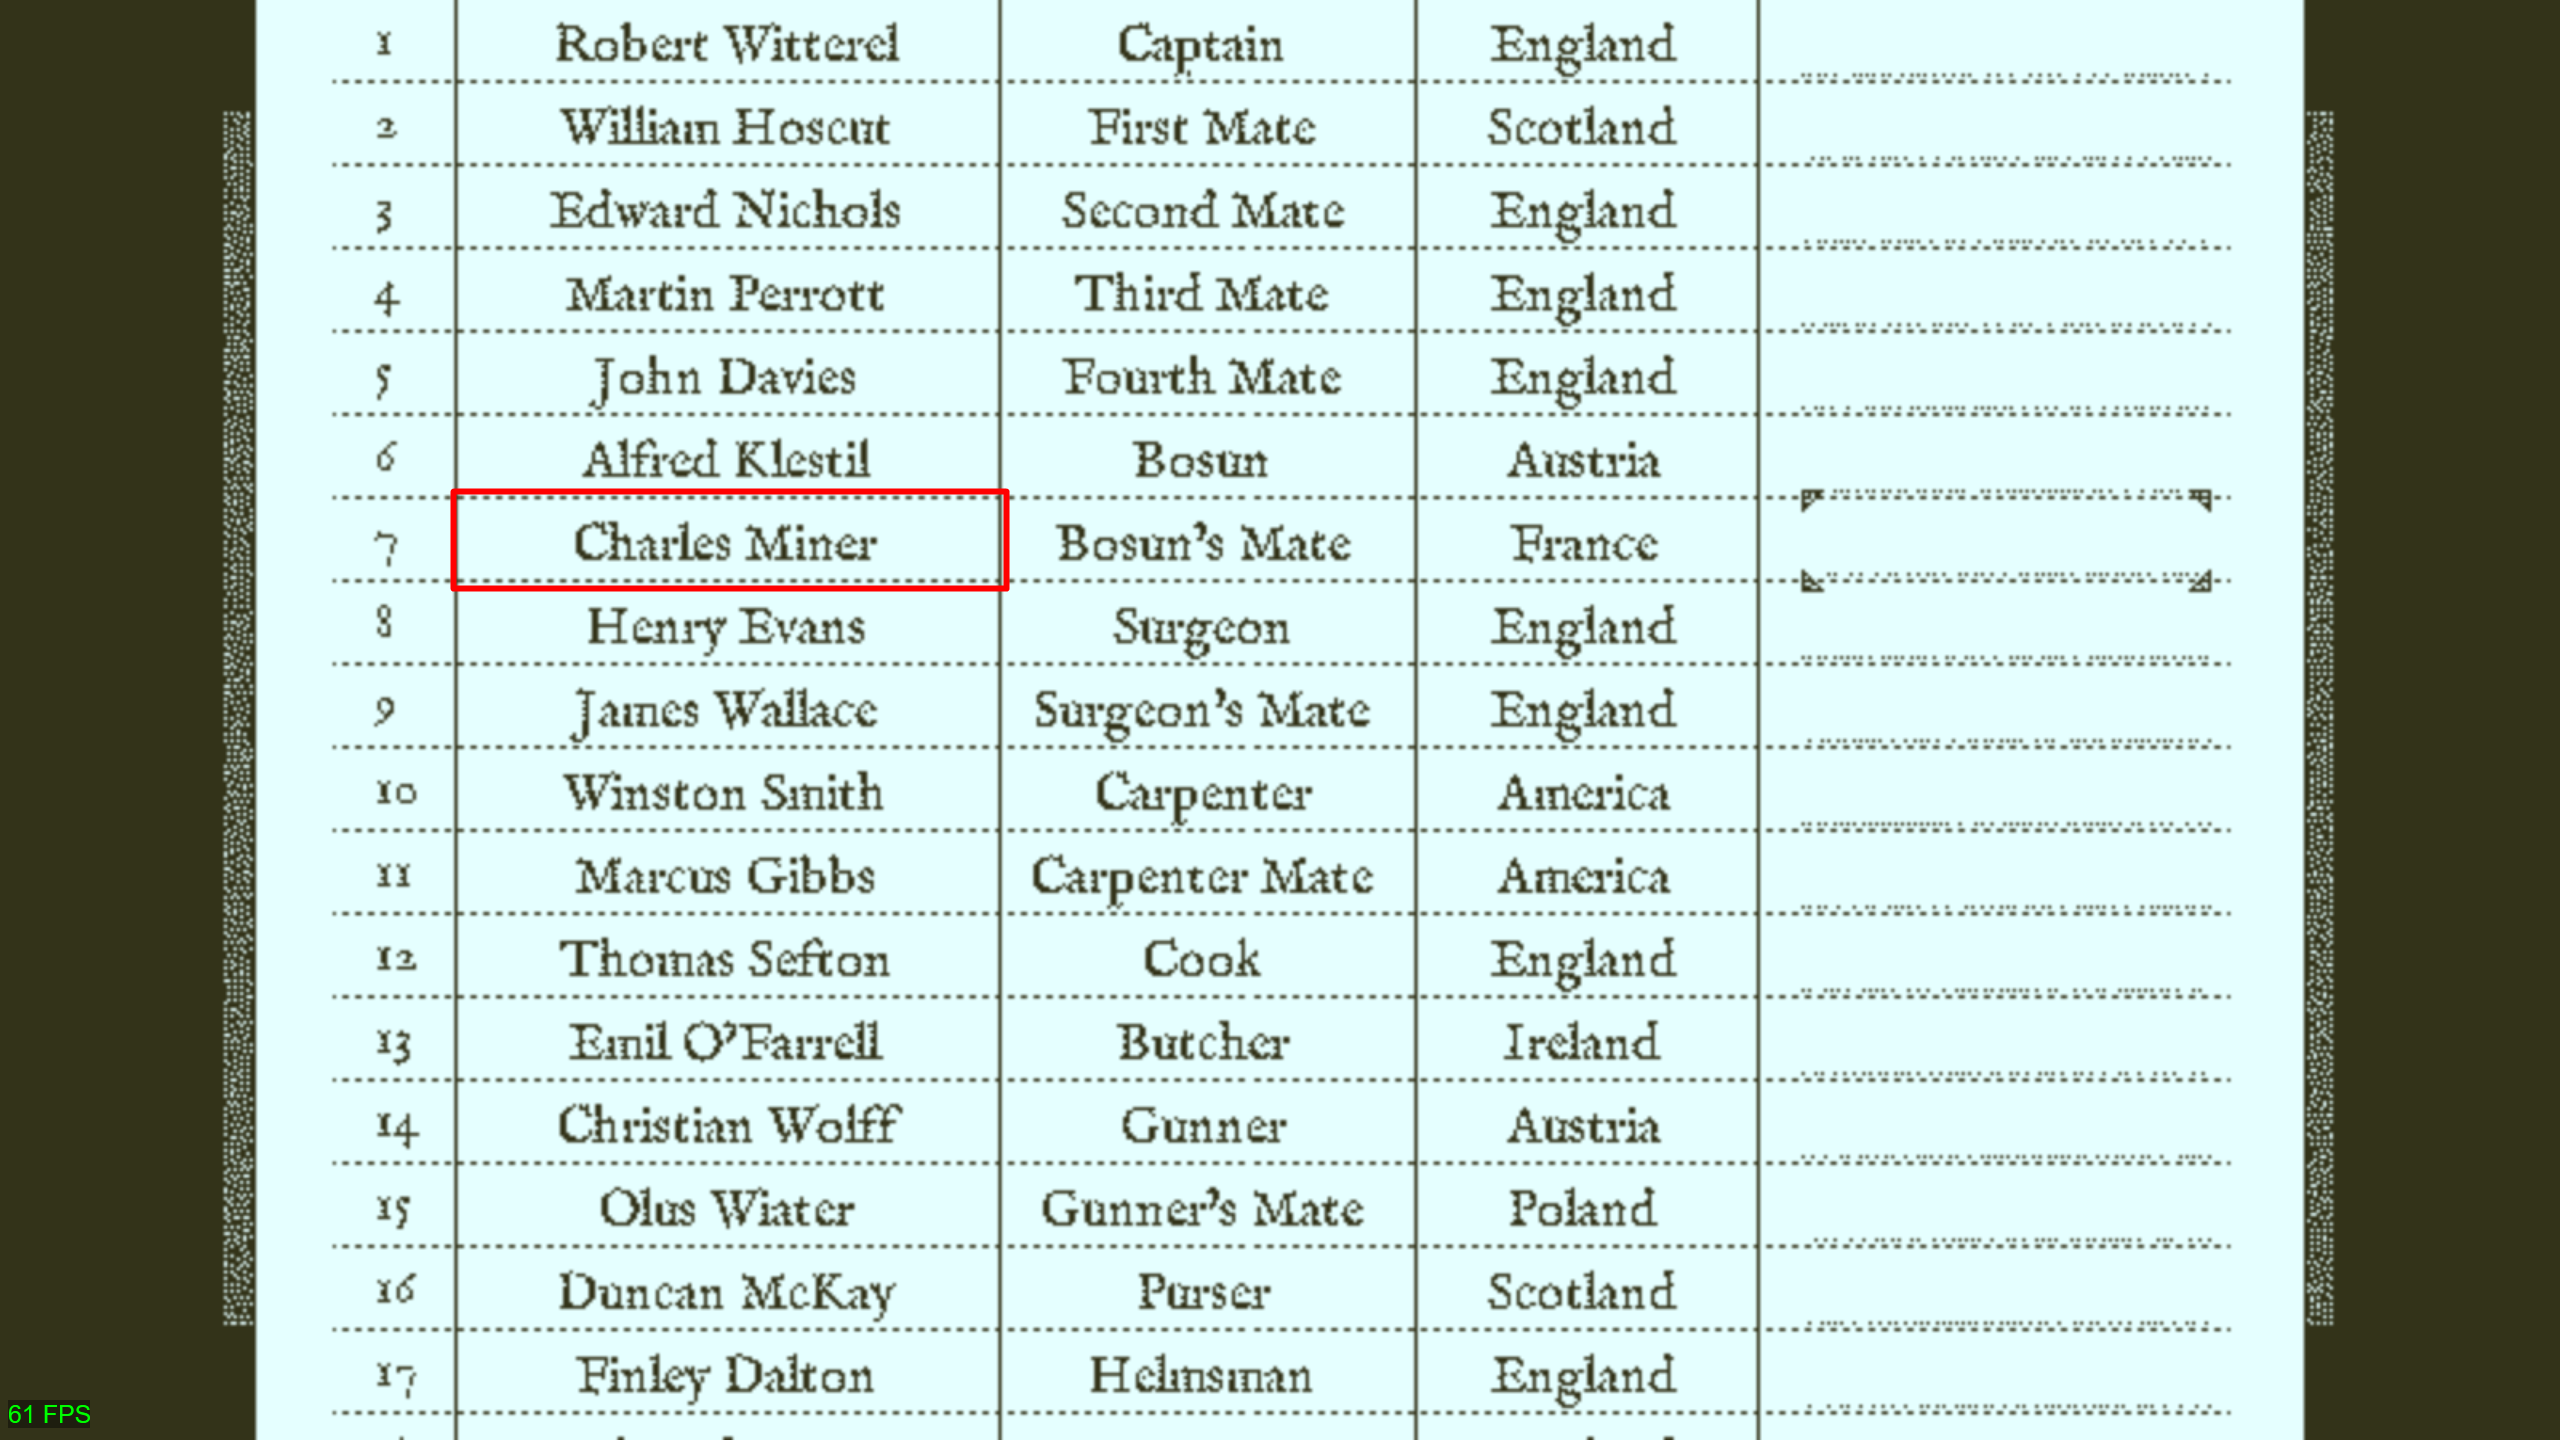 1 Robert Witterel Captain England
2 William Hoscut First Mate Scotland
3 Edward Nichols Second Mate England
4 Martin Perrott Third Mate England
5 John Davies Fourth Mate England
6 Alfred Klestil Bosun Austria
7 Charles Miner Bosun's Mate France
8 Henry Evans Surgeon England
9 James Wallace Surgeon's Mate England
10 Winston Smith Carpenter America
11 Marcus Gibbs Carpenter Mate America
12 Thomas Sefton Cook England
13 Emil O'Farrell Butcher Ireland
14 Christian Wolff Gunner Austria
15 Olus Wiater Gunner's Mate Poland
16 Duncan McKay Purser Scotland
17 Finley Dalton Helmsman England
61 FPS